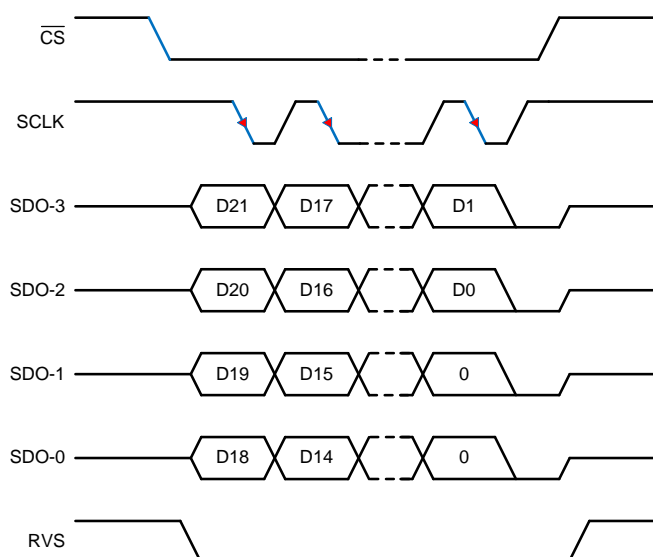 CS
SCLK
SDO-3 D21 D17 D1
SDO-2 D20 D16 D0
SDO-1 D19 D15 0
SDO-0 D18 D14 0
RVS